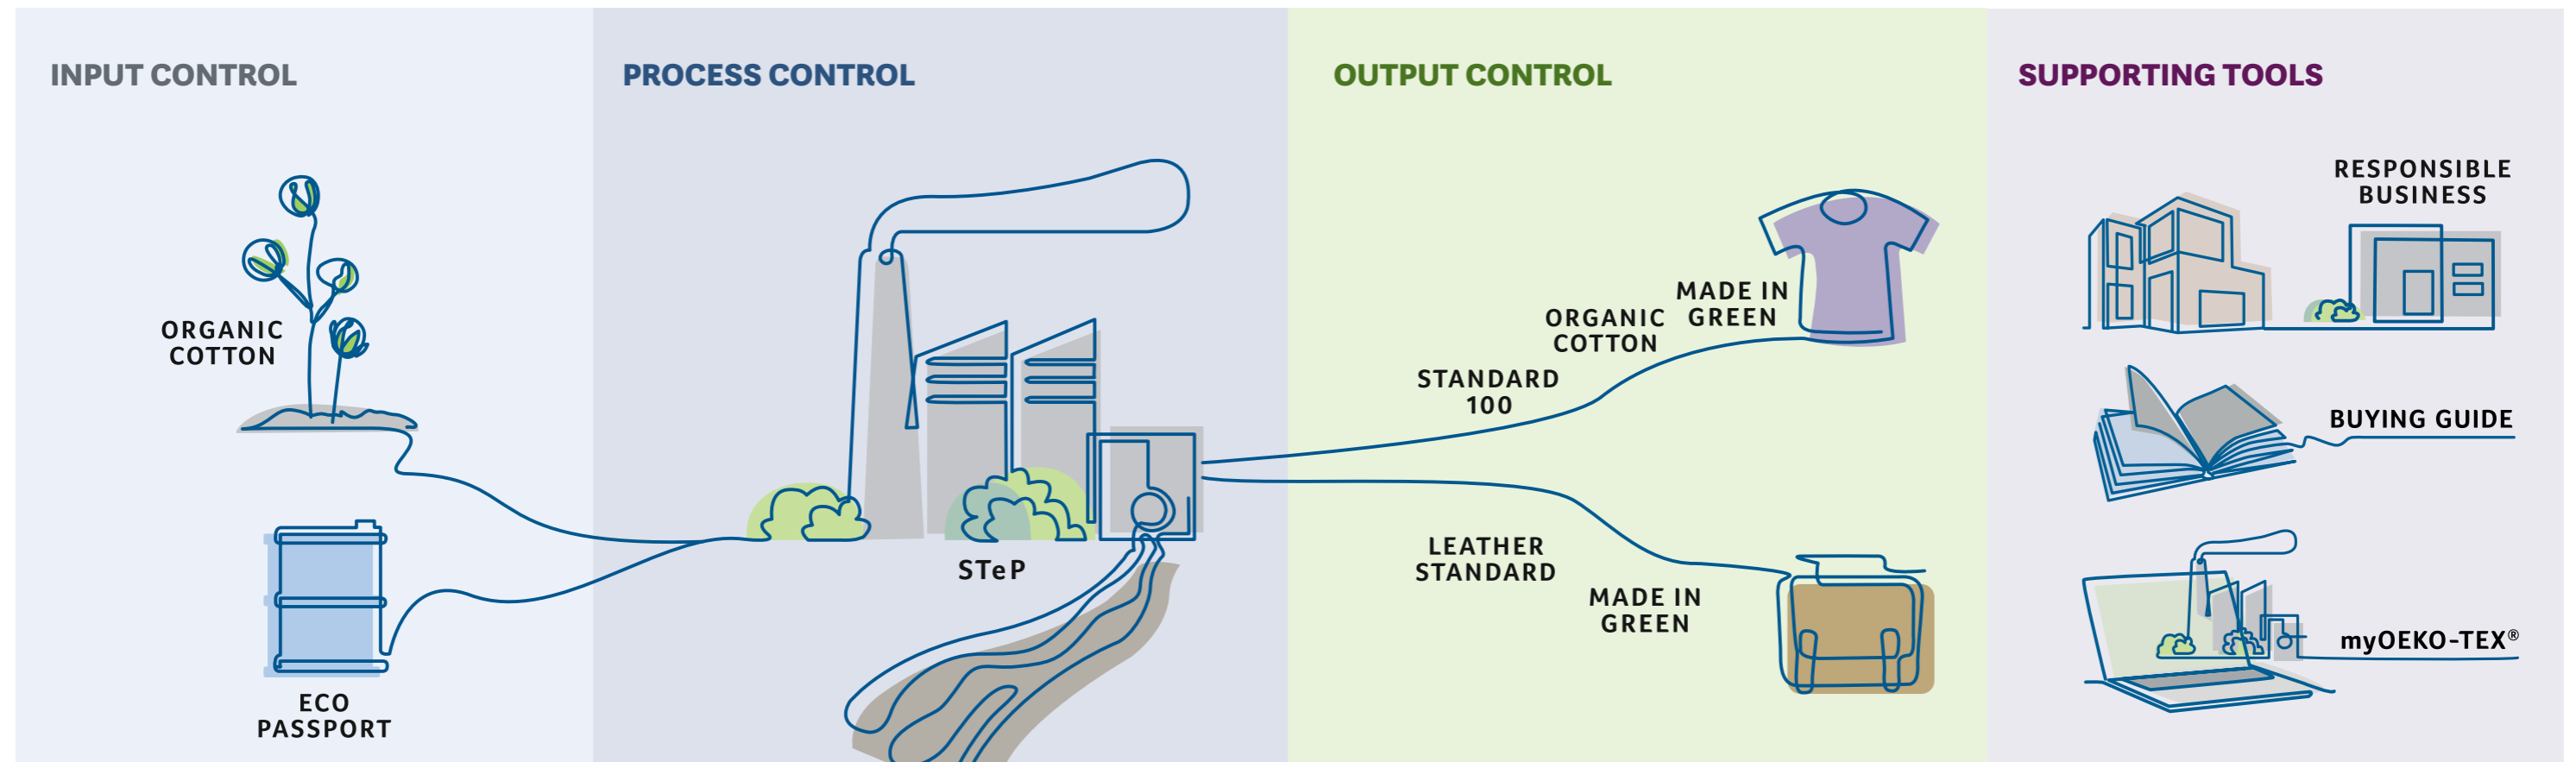 INPUT CONTROL
ORGANIC
COTTON
ECO
PASSPORT
PROCESS CONTROL
STeP
OUTPUT CONTROL
STANDARD
100
ORGANIC
COTTON
MADE IN
GREEN
LEATHER
STANDARD
MADE IN
GREEN
SUPPORTING TOOLS
RESPONSIBLE
BUSINESS
BUYING GUIDE
myOEKO-TEX®